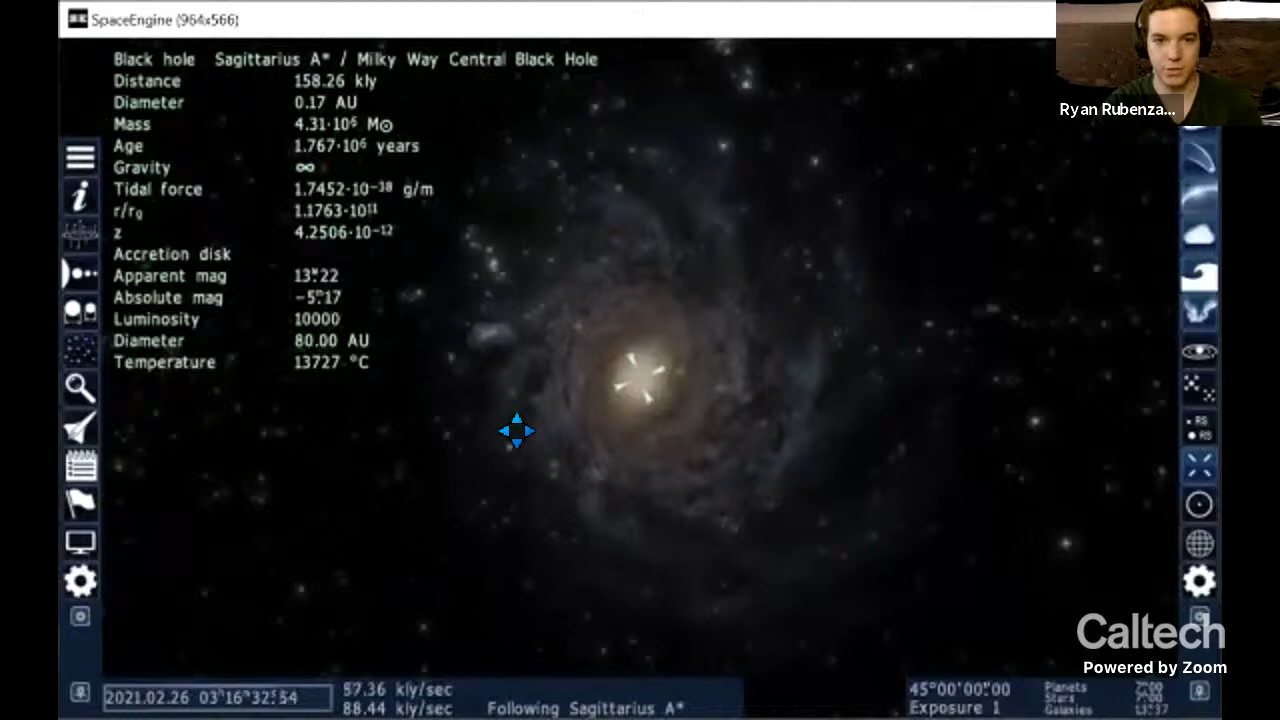 SpaceEngine (964x566)
Ryan Rubenza...
Black hole Sagittarius A* / Milky Way Central Black Hole
Distance 158.26 kly
Diameter 0.17 AU
Mass 4.31·10⁶ M☉
Age 1.767·10⁶ years
Gravity ∞
Tidal force 1.7452·10⁻³⁸ g/m
r/rg 1.1763·10¹¹
z 4.2506·10⁻¹²
Accretion disk
Apparent mag 13ᵐ22
Absolute mag -5ᵐ17
Luminosity 10000
Diameter 80.00 AU
Temperature 13727 °C
RS
RS
Caltech
Powered by Zoom
2021.02.26 03ʰ16ᵐ32ˢ54
57.36 kly/sec
88.44 kly/sec
Following Sagittarius A*
45°00'00"00
Exposure 1
Planets
Stars
Galaxies